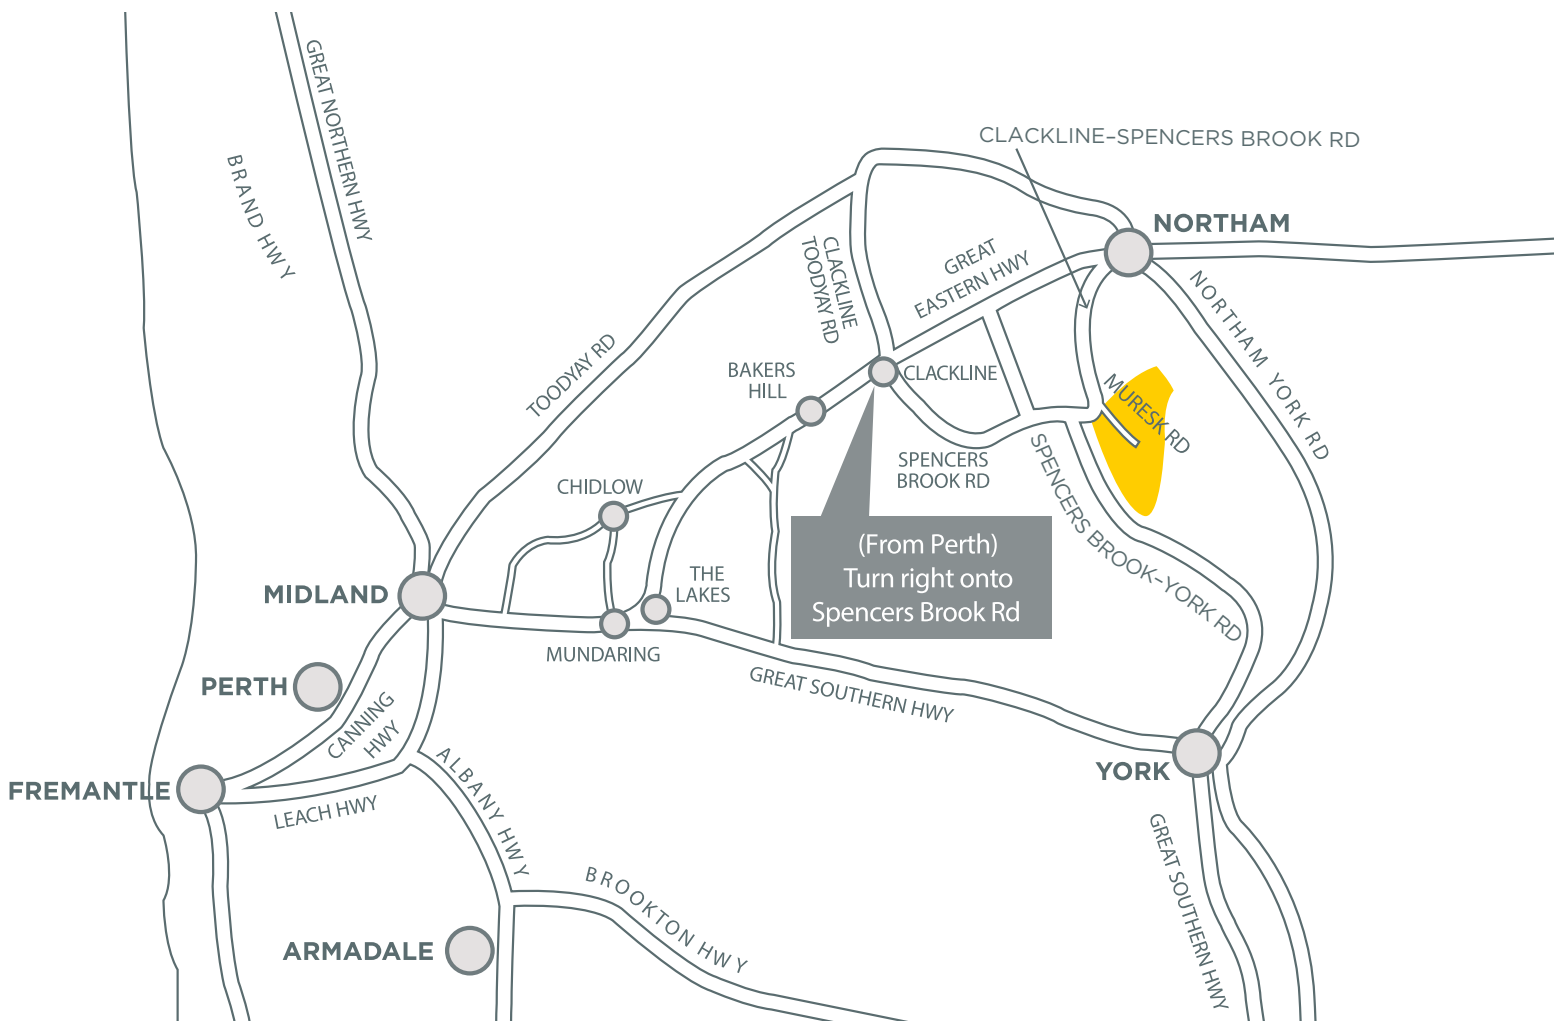 GREAT NORTHERN HWY
BRAND HWY
CLACKLINE–SPENCERS BROOK RD
NORTHAM
CLACKLINE
TOODYAY RD
GREAT
EASTERN HWY
NORTHAM YORK RD
TOODYAY RD
BAKERS
HILL
CLACKLINE
MURESK RD
SPENCERS
BROOK RD
SPENCERS BROOK–YORK RD
CHIDLOW
(From Perth)
Turn right onto
Spencers Brook Rd
MIDLAND
THE
LAKES
MUNDARING
PERTH
GREAT SOUTHERN HWY
CANNING
HWY
YORK
FREMANTLE
LEACH HWY
ALBANY HWY
GREAT SOUTHERN HWY
BROOKTON HWY
ARMADALE